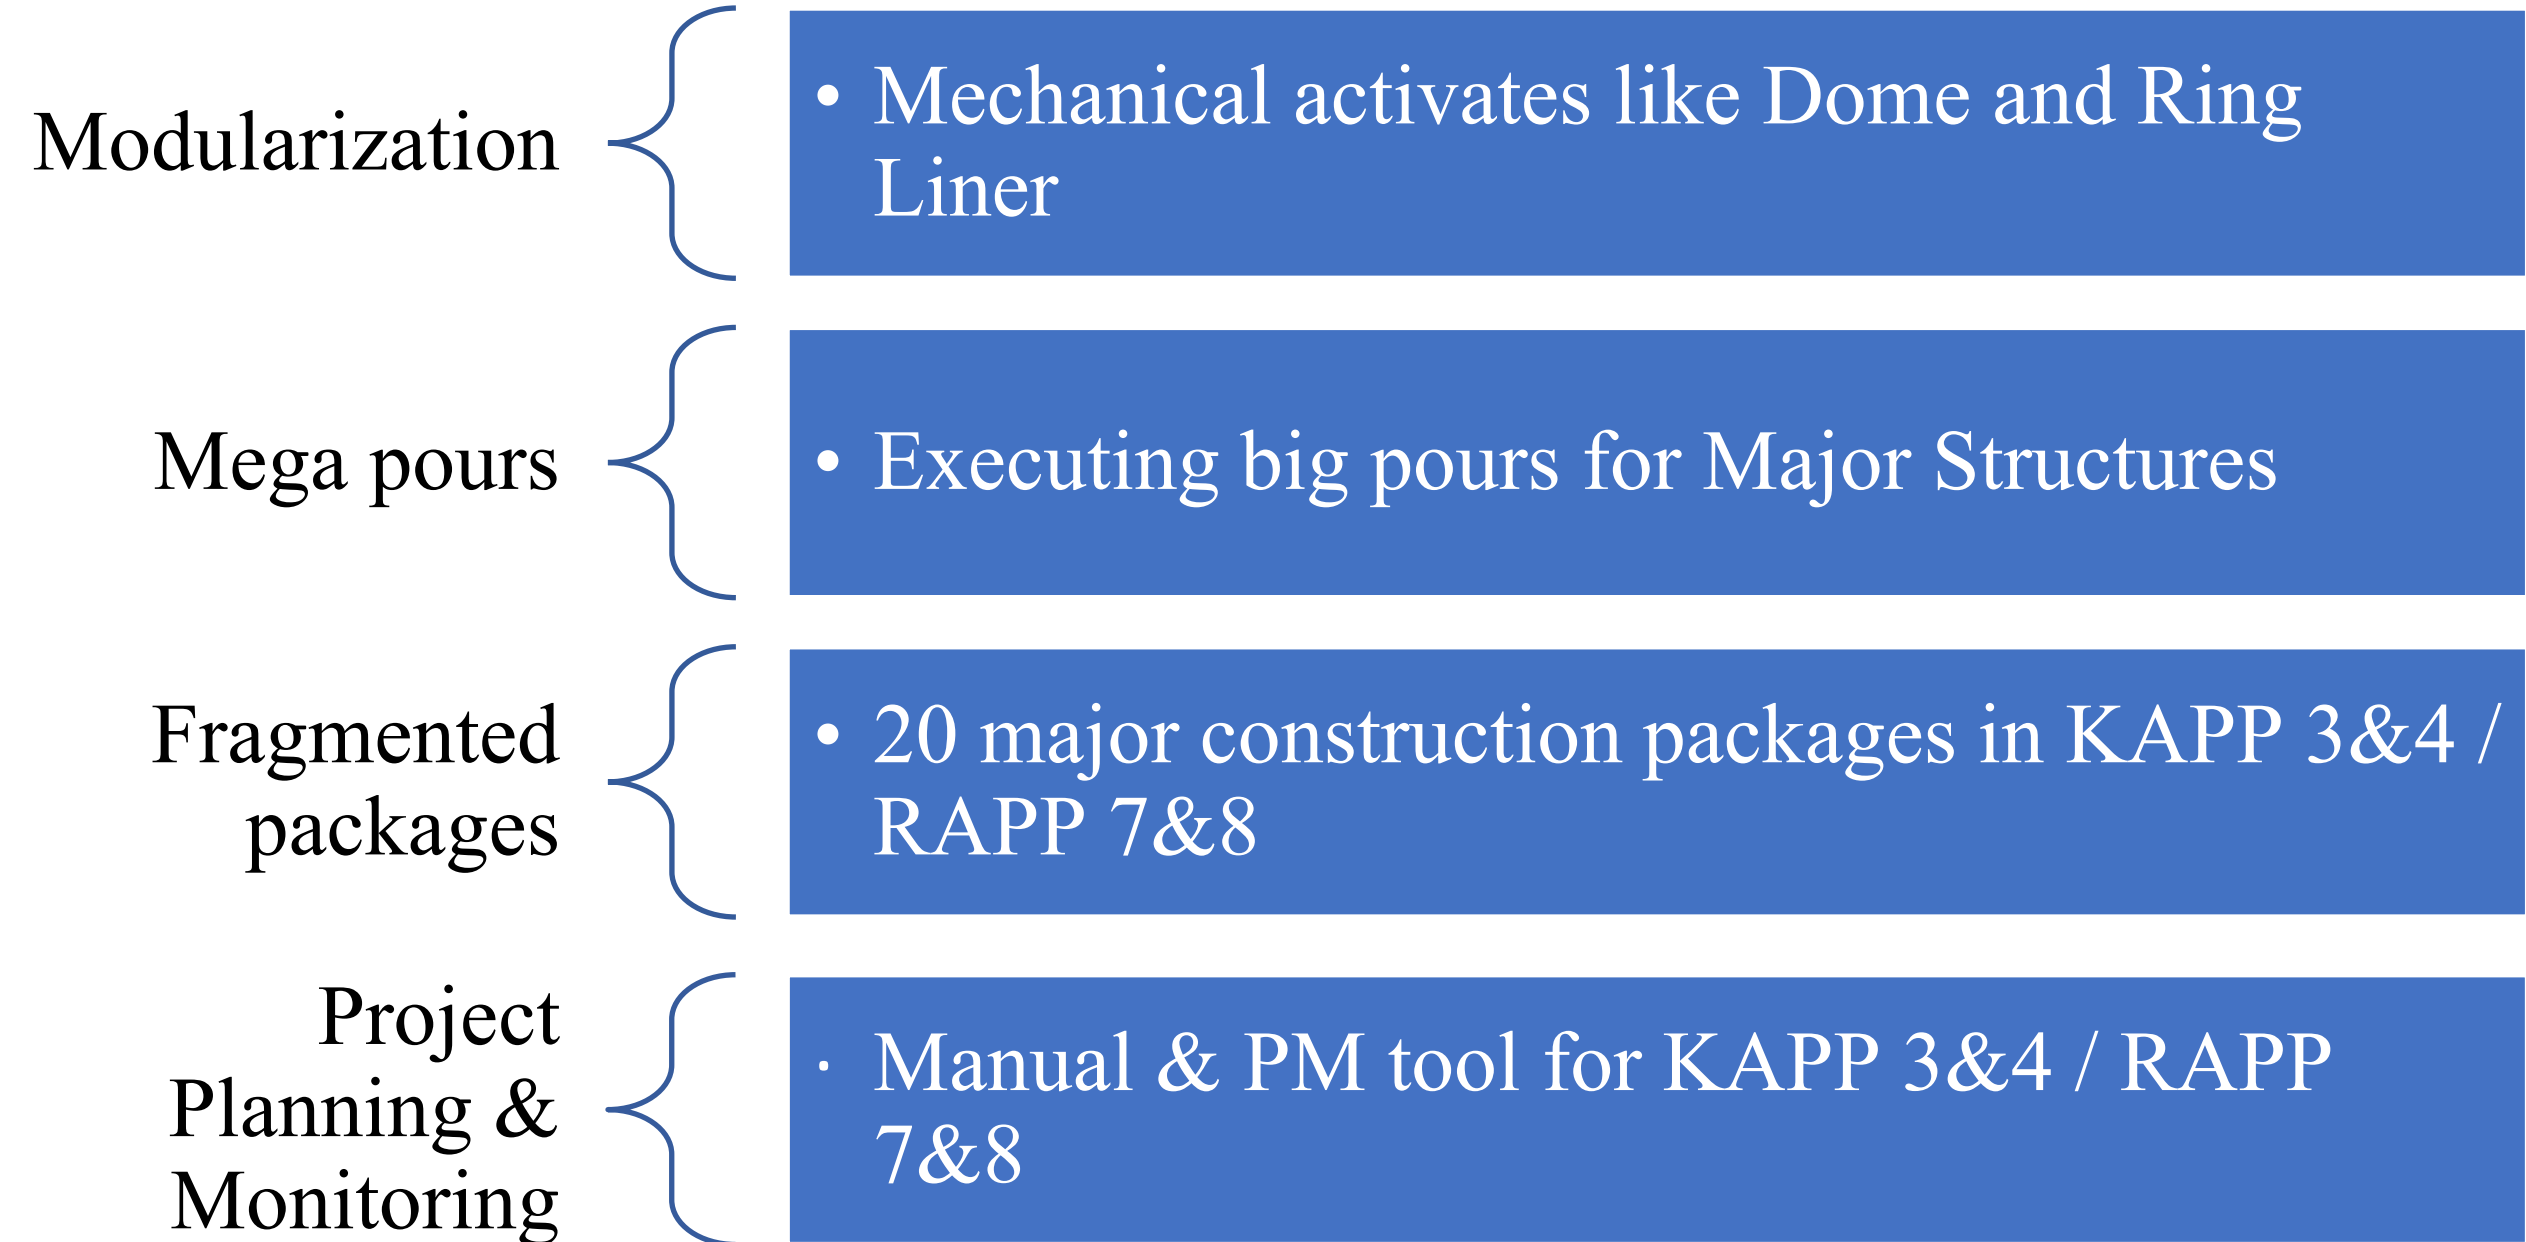 Modularization
• Mechanical activates like Dome and Ring
Liner
Mega pours
• Executing big pours for Major Structures
Fragmented
packages
• 20 major construction packages in KAPP 3&4 /
RAPP 7&8
Project
Planning &
Monitoring
· Manual & PM tool for KAPP 3&4 / RAPP
7&8